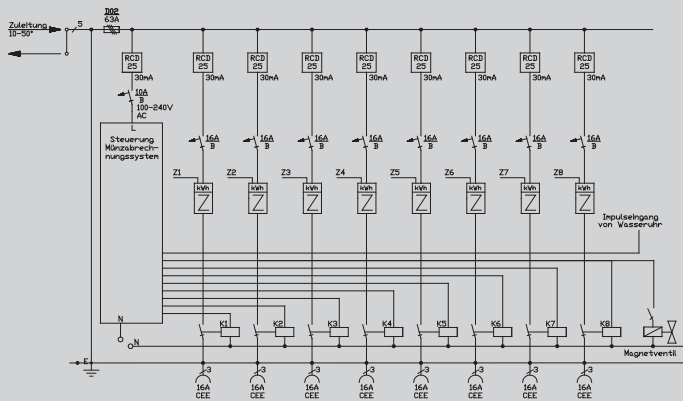 Zuleitung
10-50°
5
D02
63A
RCD
25
30mA
RCD
25
30mA
RCD
25
30mA
RCD
25
30mA
RCD
25
30mA
RCD
25
30mA
RCD
25
30mA
RCD
25
30mA
RCD
25
30mA
10A
B
100-240V
AC
L
Steuerung
Münzabrech-
nungssystem
16A
B
16A
B
16A
B
16A
B
16A
B
16A
B
16A
B
16A
B
Z1
Z2
Z3
Z4
Z5
Z6
Z7
Z8
kWh
Z
kWh
Z
kWh
Z
kWh
Z
kWh
Z
kWh
Z
kWh
Z
kWh
Z
Impulseingang
von Wasseruhr
N
N
K1
K2
K3
K4
K5
K6
K7
K8
Magnetventil
E
3
3
3
3
3
3
3
3
16A
CEE
16A
CEE
16A
CEE
16A
CEE
16A
CEE
16A
CEE
16A
CEE
16A
CEE